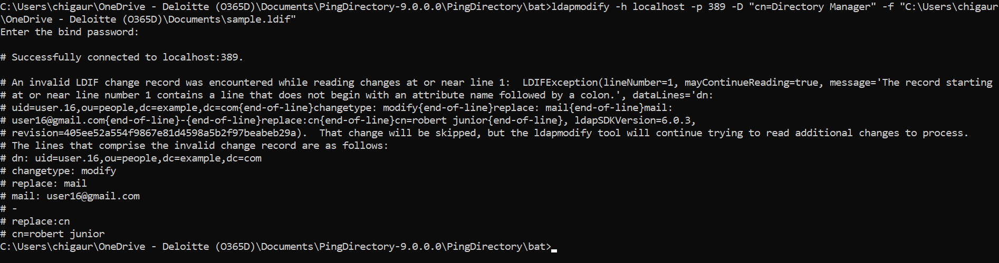 C:\Users\chigaur\OneDrive - Deloitte (O365D)\Documents\PingDirectory-9.0.0.0\PingDirectory\bat>ldapmodify -h localhost -p 389 -D "cn=Directory Manager" -f "C:\Users\chigaur
\OneDrive - Deloitte (O365D)\Documents\sample.ldif"
Enter the bind password:
# Successfully connected to localhost:389.
# An invalid LDIF change record was encountered while reading changes at or near line 1:  LDIFException(lineNumber=1, mayContinueReading=true, message='The record starting
# at or near line number 1 contains a line that does not begin with an attribute name followed by a colon.', dataLines='dn:
# uid=user.16,ou=people,dc=example,dc=com{end-of-line}changetype: modify{end-of-line}replace: mail{end-of-line}mail:
# user16@gmail.com{end-of-line}-{end-of-line}replace:cn{end-of-line}cn=robert junior{end-of-line}, ldapSDKVersion=6.0.3,
# revision=405ee52a554f9867e81d4598a5b2f97beabeb29a).  That change will be skipped, but the ldapmodify tool will continue trying to read additional changes to process.
# The lines that comprise the invalid change record are as follows:
# dn: uid=user.16,ou=people,dc=example,dc=com
# changetype: modify
# replace: mail
# mail: user16@gmail.com
# -
# replace:cn
# cn=robert junior
C:\Users\chigaur\OneDrive - Deloitte (O365D)\Documents\PingDirectory-9.0.0.0\PingDirectory\bat>